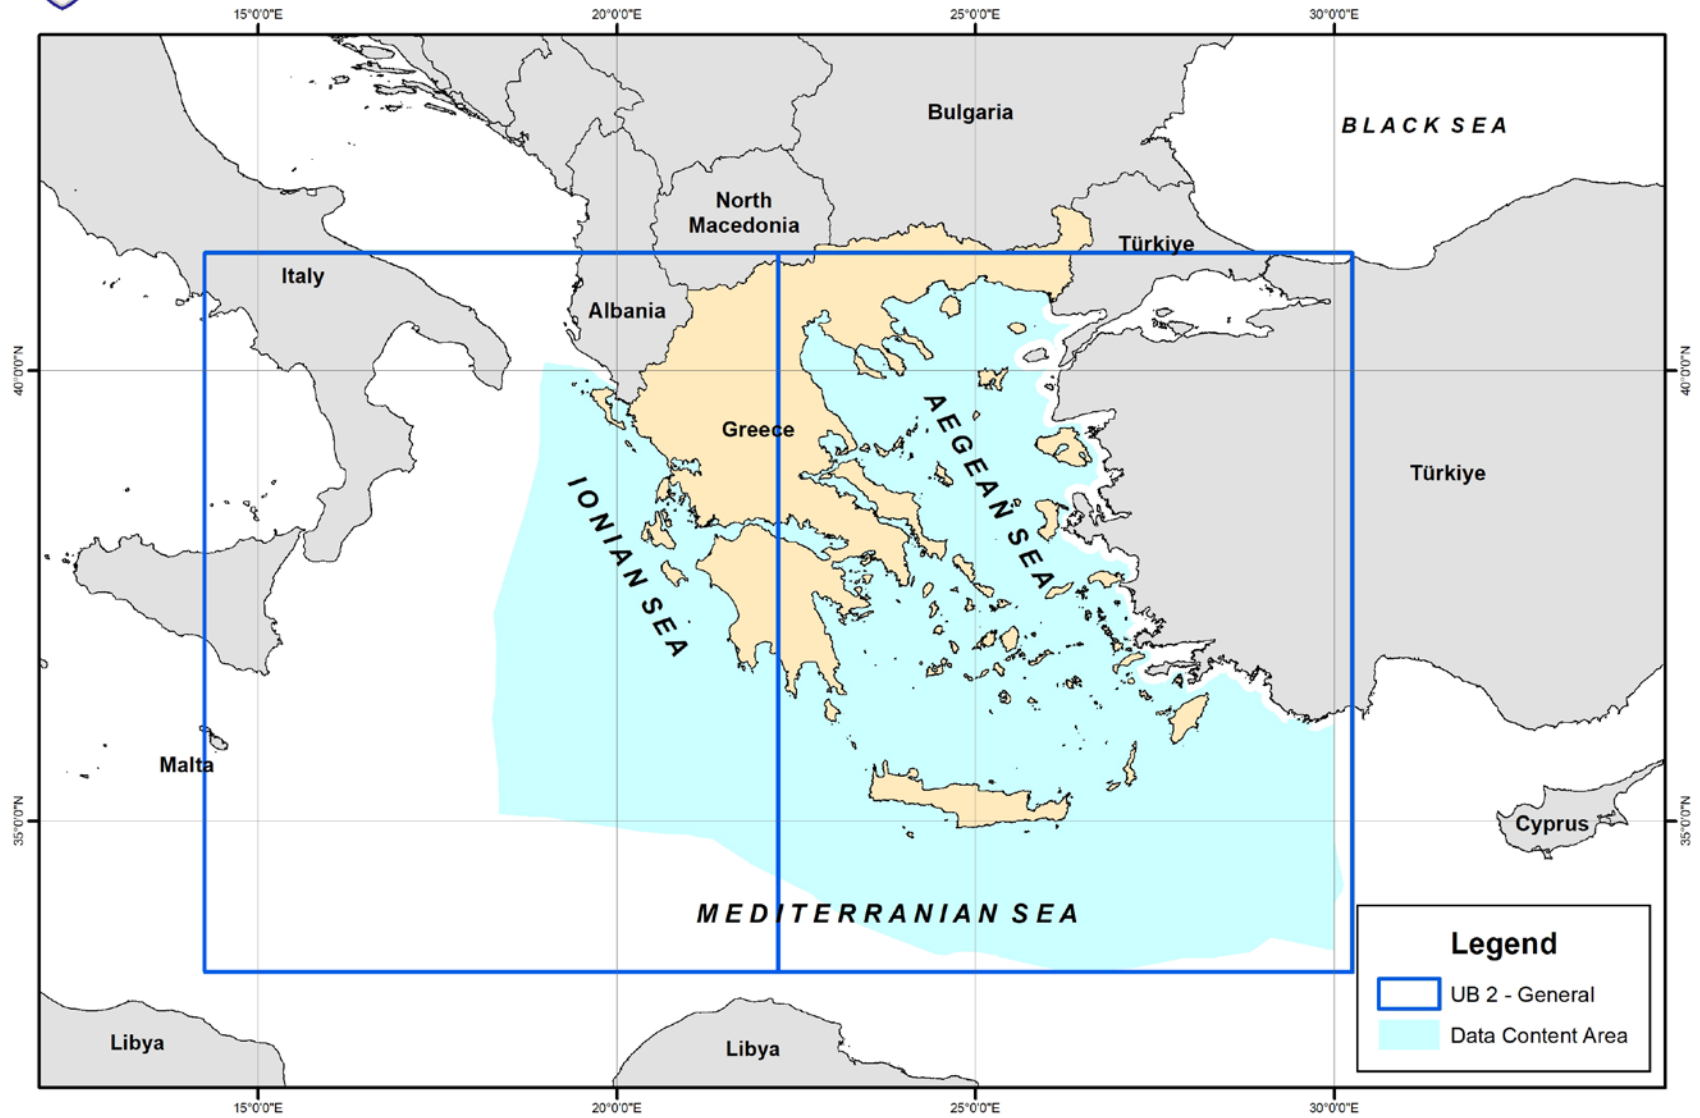 15°0'0"E 20°0'0"E 25°0'0"E 30°0'0"E
Bulgaria
BLACK SEA
North
Macedonia
Türkiye
Italy
Albania
40°0'0"N 40°0'0"N
AEGEAN SEA
Greece
Türkiye
IONIAN SEA
Malta
35°0'0"N 35°0'0"N
Cyprus
MEDITERRANIAN SEA
Legend
UB 2 - General
Data Content Area
Libya
Libya
15°0'0"E 20°0'0"E 25°0'0"E 30°0'0"E